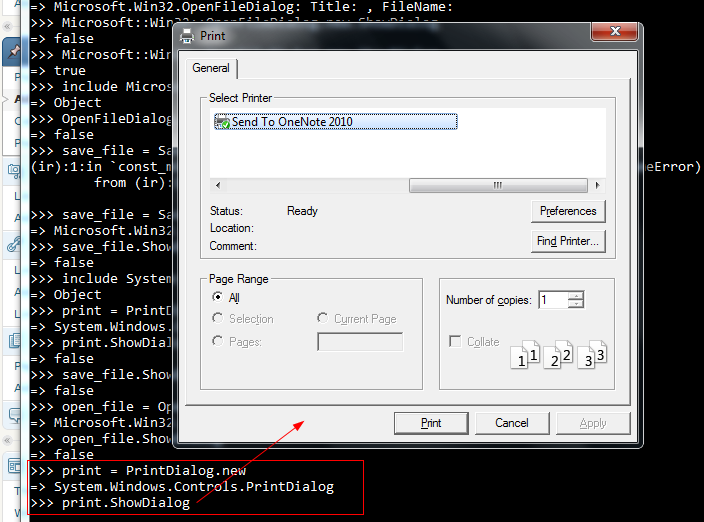 => Microsoft.Win32.OpenFileDialog: Title: , FileName:
>>> Microsoft::Win32::OpenFileDialog.new.ShowDialog
=> false
>>> Microsoft::Win
=> true
>>> include Micros
=> Object
>>> OpenFileDialog
=> false
>>> save_file = Sa
(ir):1:in `const_m
neError)
from (ir):
>>> save_file = Sa
=> Microsoft.Win32
>>> save_file.Show
=> false
>>> include System
=> Object
>>> print = PrintD
=> System.Windows.
>>> print.ShowDial
=> false
>>> save_file.Show
=> false
>>> open_file = Op
=> Microsoft.Win32
>>> open_file.Show
=> false
>>> print = PrintDialog.new
=> System.Windows.Controls.PrintDialog
>>> print.ShowDialog
Print
General
Select Printer
Send To OneNote 2010
Status: Ready
Preferences
Location:
Comment:
Find Printer...
Page Range
All
Selection
Current Page
Pages:
Number of copies: 1
Collate
1 1 2 2 3 3
Print
Cancel
Apply